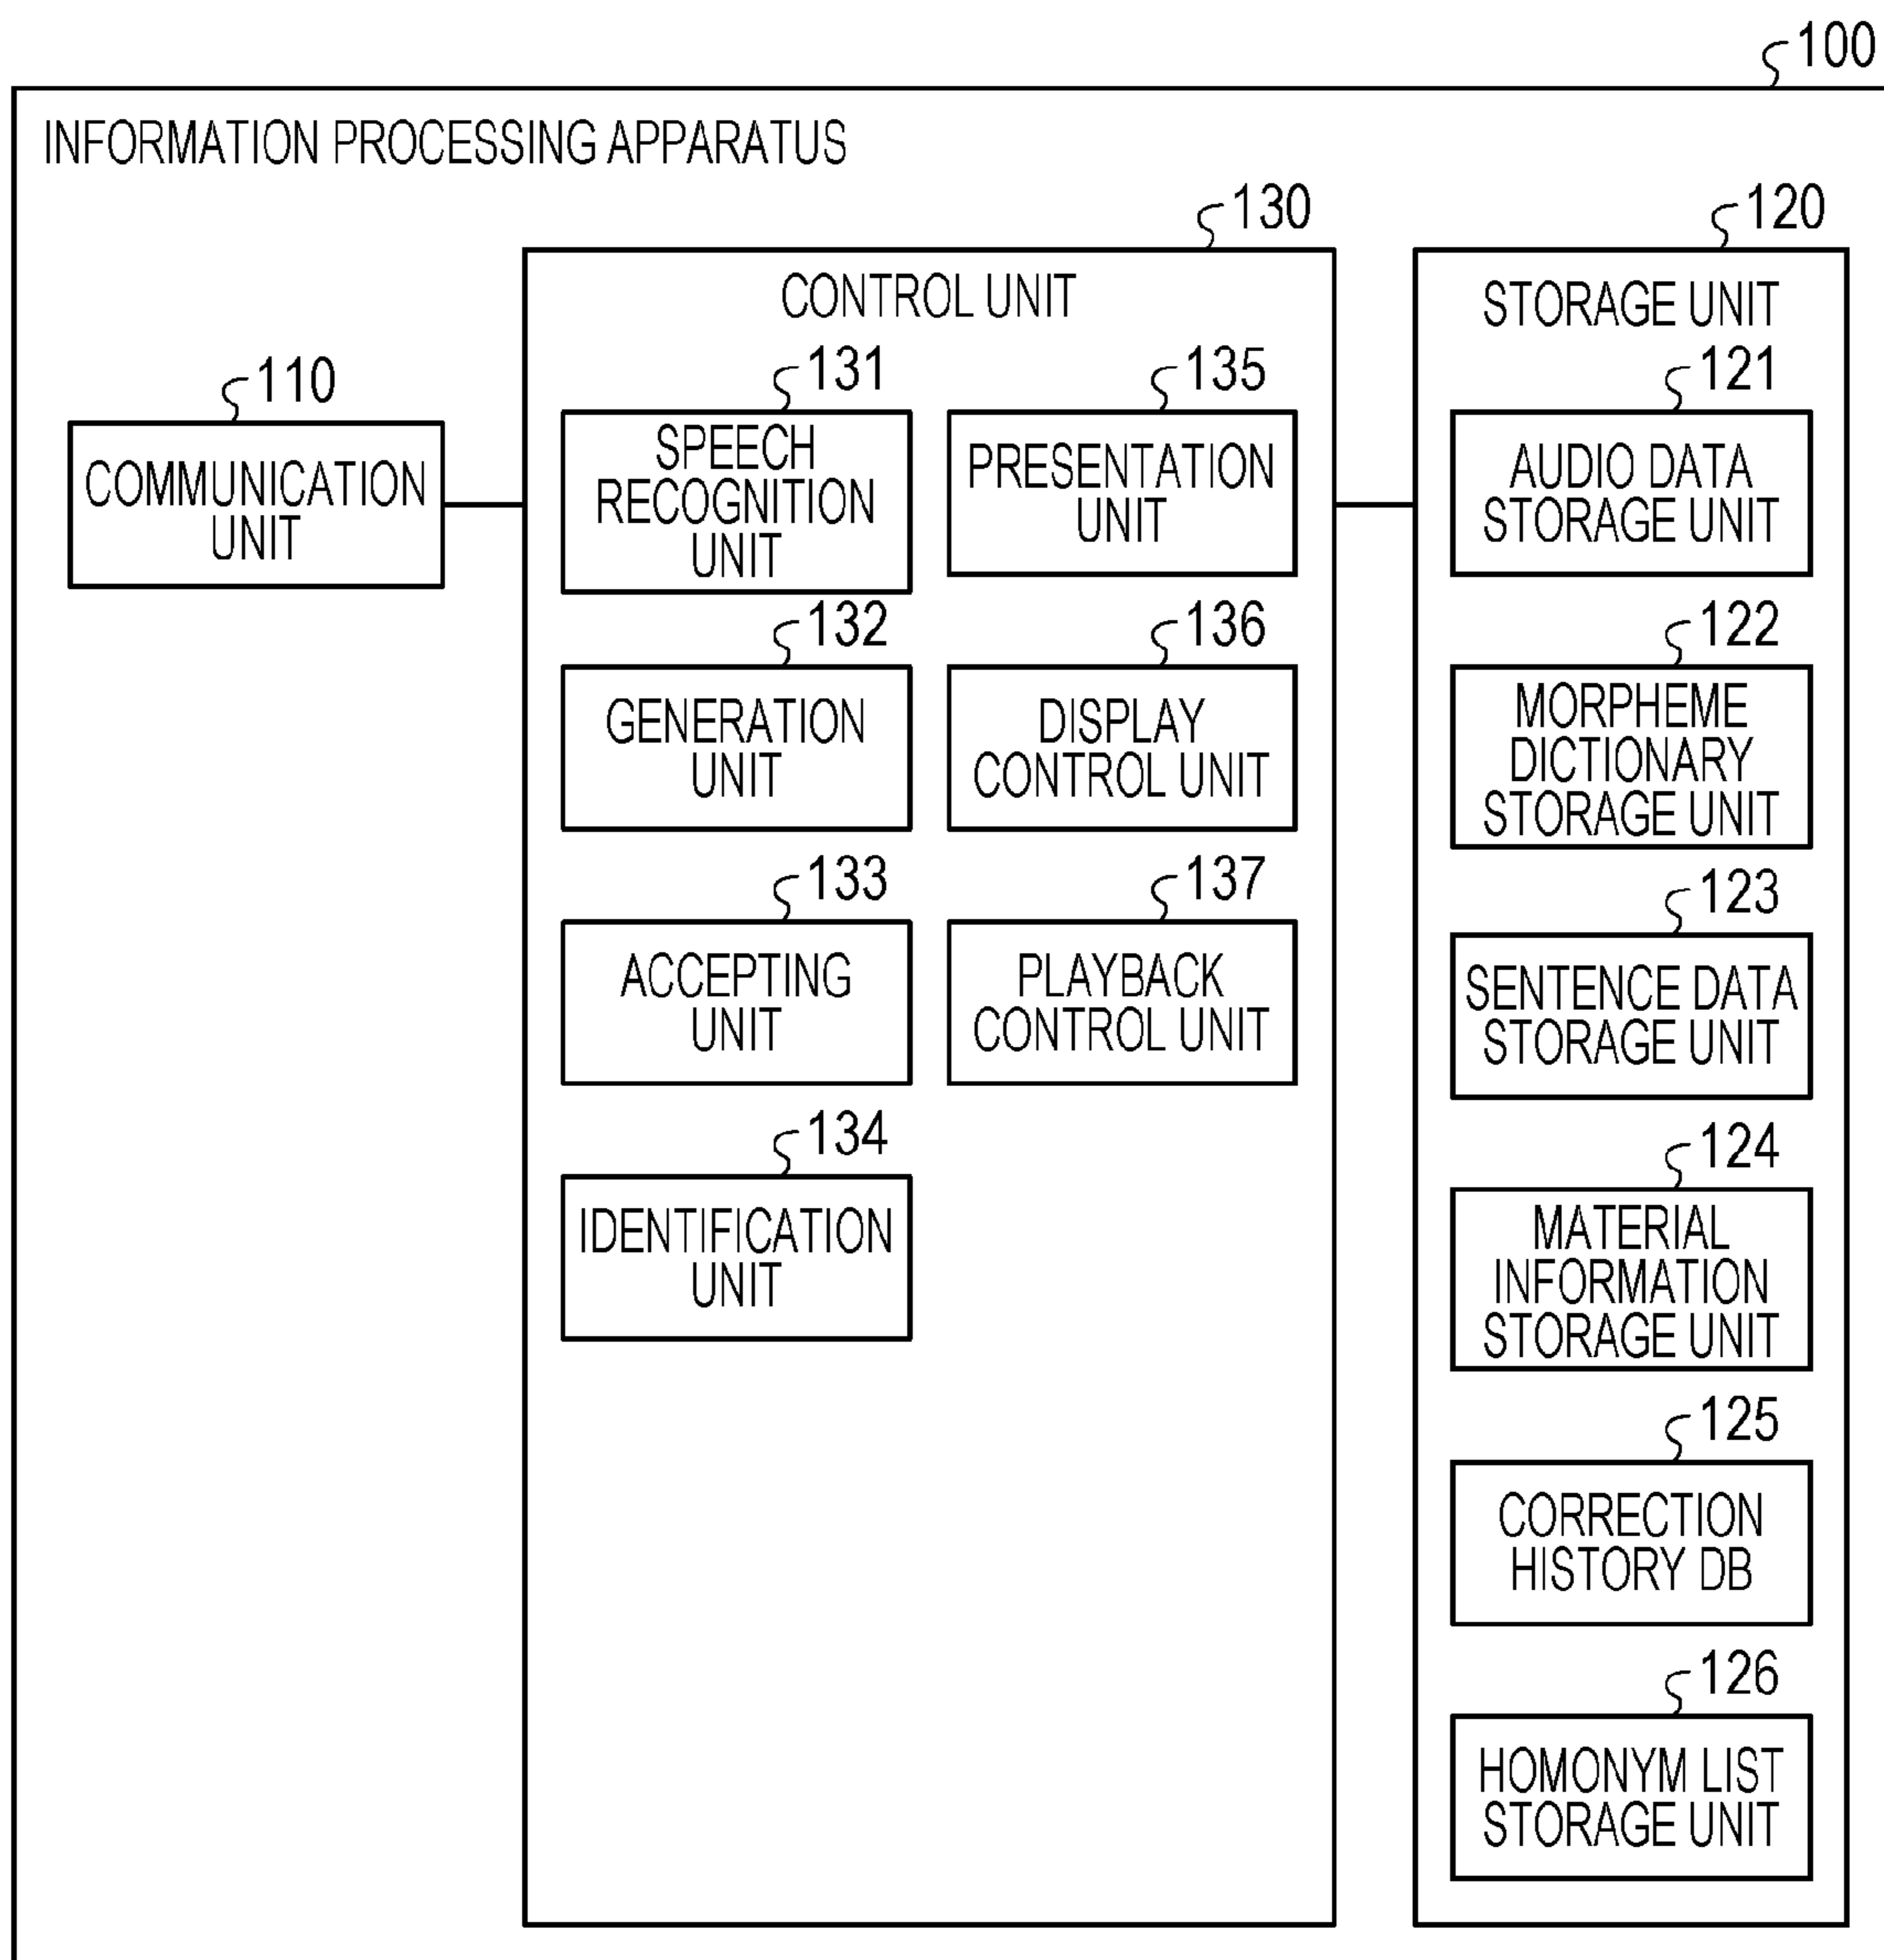 100
INFORMATION PROCESSING APPARATUS
110
COMMUNICATION
UNIT
130
CONTROL UNIT
131
SPEECH
RECOGNITION
UNIT
132
GENERATION
UNIT
133
ACCEPTING
UNIT
134
IDENTIFICATION
UNIT
135
PRESENTATION
UNIT
136
DISPLAY
CONTROL UNIT
137
PLAYBACK
CONTROL UNIT
120
STORAGE UNIT
121
AUDIO DATA
STORAGE UNIT
122
MORPHEME
DICTIONARY
STORAGE UNIT
123
SENTENCE DATA
STORAGE UNIT
124
MATERIAL
INFORMATION
STORAGE UNIT
125
CORRECTION
HISTORY DB
126
HOMONYM LIST
STORAGE UNIT